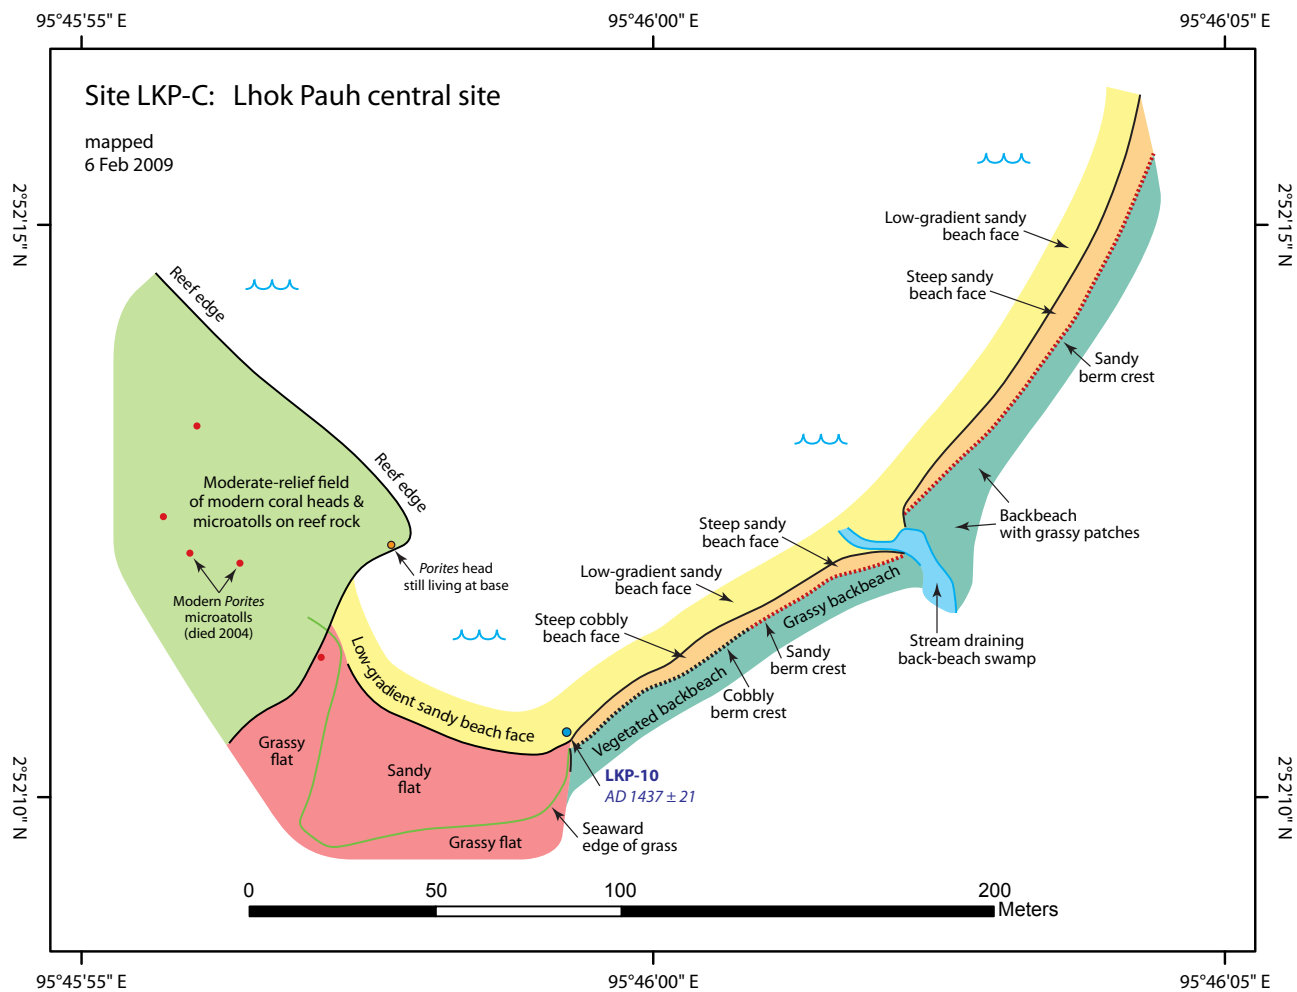 95°45'55" E
95°46'00" E
95°46'05" E
Site LKP-C: Lhok Pauh central site
mapped
6 Feb 2009
2°52'15" N
2°52'15" N
Low-gradient sandy
beach face
Steep sandy
beach face
Sandy
berm crest
Reef edge
Reef edge
Moderate-relief field
of modern coral heads &
microatolls on reef rock
Backbeach
with grassy patches
Steep sandy
beach face
Porites head
still living at base
Low-gradient sandy
beach face
Grassy backbeach
Modern Porites
microatolls
(died 2004)
Steep cobbly
beach face
Stream draining
back-beach swamp
Sandy
berm crest
Low-gradient sandy beach face
Vegetated backbeach
Cobbly
berm crest
Grassy
flat
Sandy
flat
LKP-10
AD 1437 ± 21
2°52'10" N
2°52'10" N
Seaward
edge of grass
Grassy flat
0
50
100
200
Meters
95°45'55" E
95°46'00" E
95°46'05" E